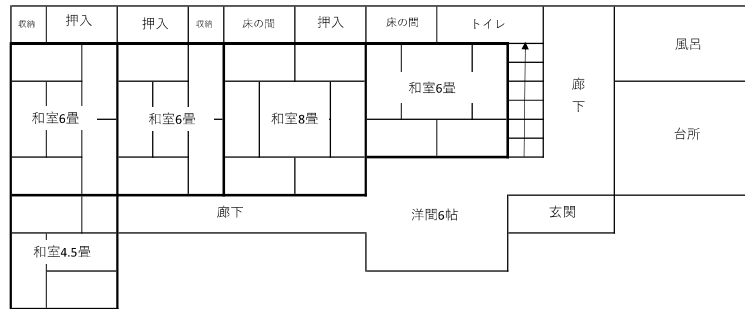 収納
押入
押入
収納
床の間
押入
床の間
トイレ
風呂
廊
下
和室6畳
和室6畳
和室6畳
和室8畳
台所
廊下
洋間6帖
玄関
和室4.5畳